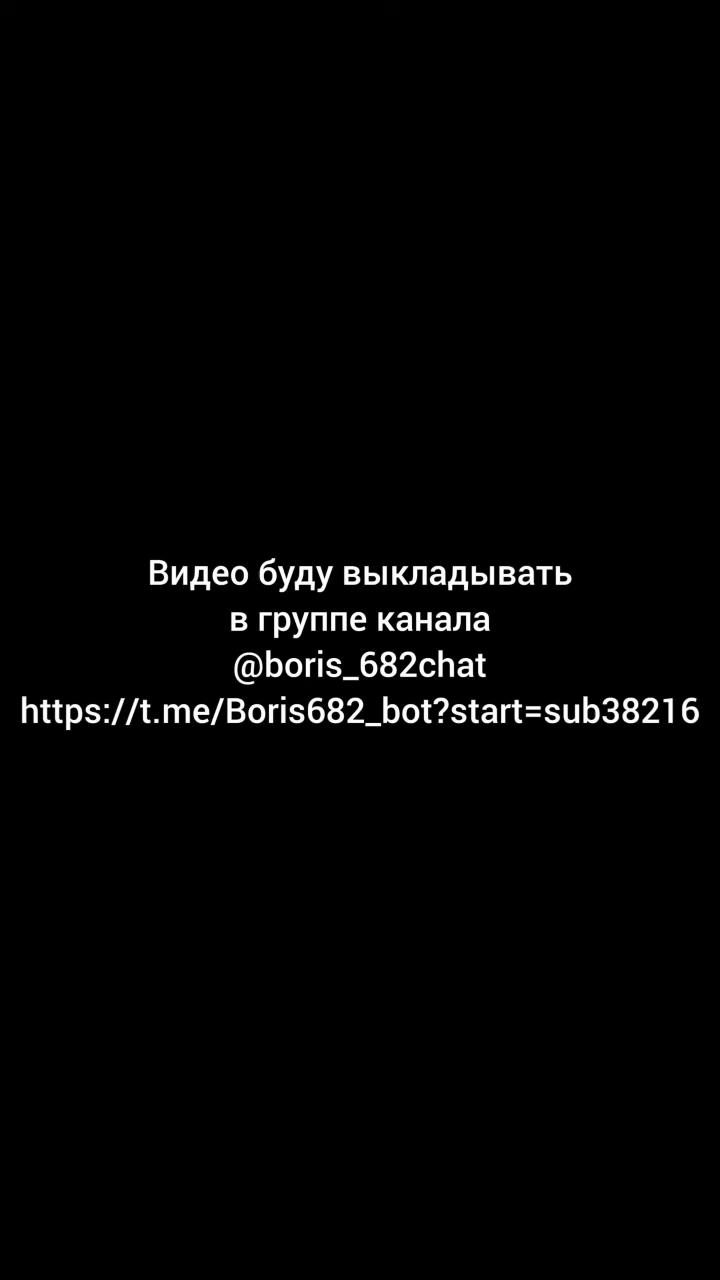 Видео буду выкладывать
в группе канала
@boris_682chat
https://t.me/Boris682_bot?start=sub38216